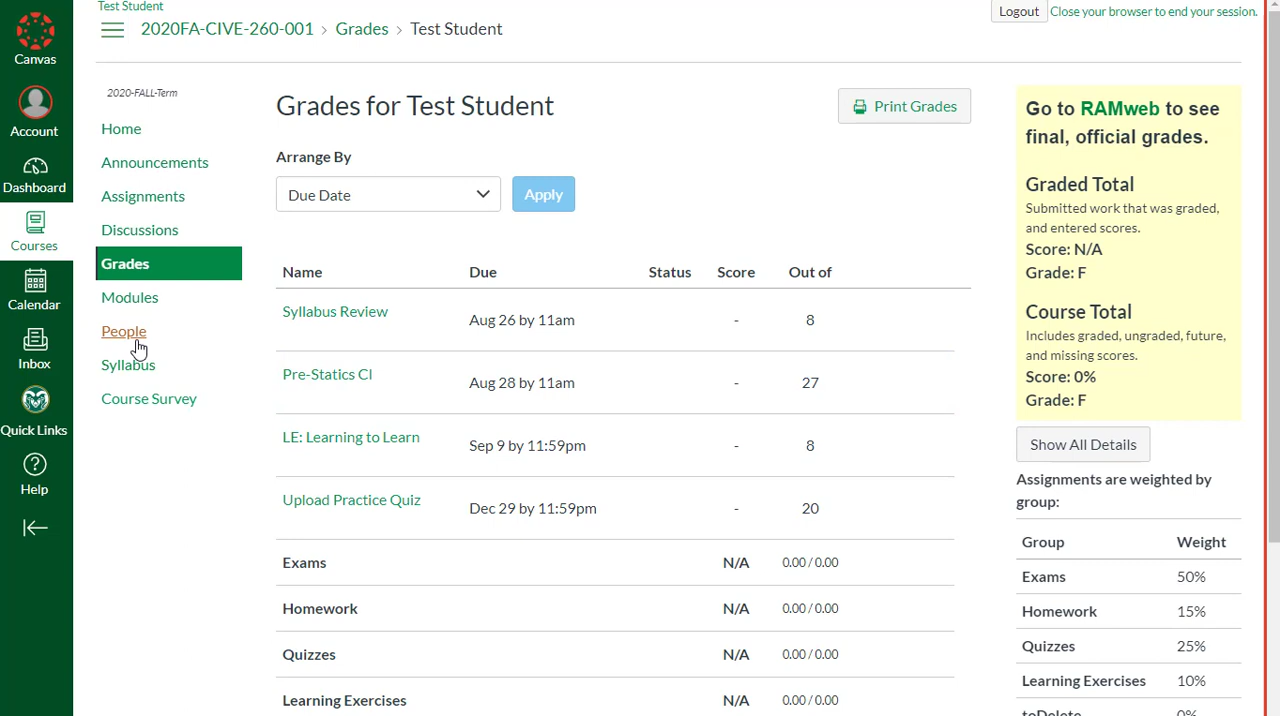 Test Student
2020FA-CIVE-260-001 › Grades › Test Student
Logout
Close your browser to end your session.
Canvas
Account
Dashboard
Courses
Calendar
Inbox
Quick Links
Help
2020-FALL-Term
Home
Announcements
Assignments
Discussions
Grades
Modules
People
Syllabus
Course Survey
Grades for Test Student
Print Grades
Arrange By
Due Date
Apply
Name Due Status Score Out of
Syllabus Review Aug 26 by 11am - 8
Pre-Statics CI Aug 28 by 11am - 27
LE: Learning to Learn Sep 9 by 11:59pm - 8
Upload Practice Quiz Dec 29 by 11:59pm - 20
Exams N/A 0.00 / 0.00
Homework N/A 0.00 / 0.00
Quizzes N/A 0.00 / 0.00
Learning Exercises N/A 0.00 / 0.00
Go to RAMweb to see
final, official grades.
Graded Total
Submitted work that was graded,
and entered scores.
Score: N/A
Grade: F
Course Total
Includes graded, ungraded, future,
and missing scores.
Score: 0%
Grade: F
Show All Details
Assignments are weighted by
group:
Group Weight
Exams 50%
Homework 15%
Quizzes 25%
Learning Exercises 10%
toDelete 0%